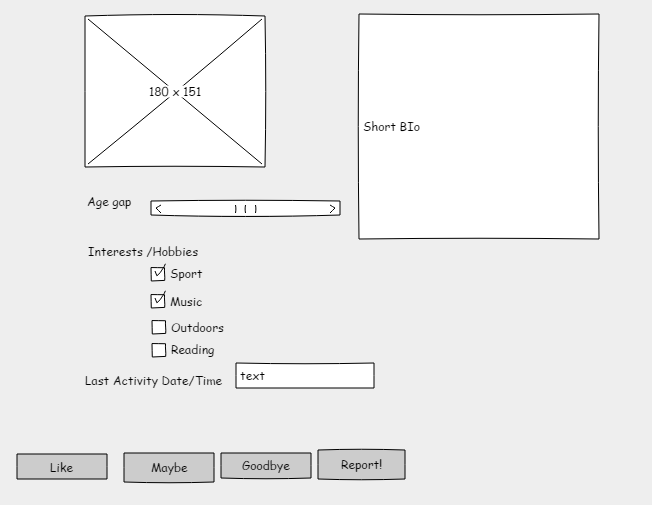 180 x 151
Short BIo
Age gap
Interests /Hobbies
Sport
Music
Outdoors
Reading
Last Activity Date/Time
text
Like
Maybe
Goodbye
Report!